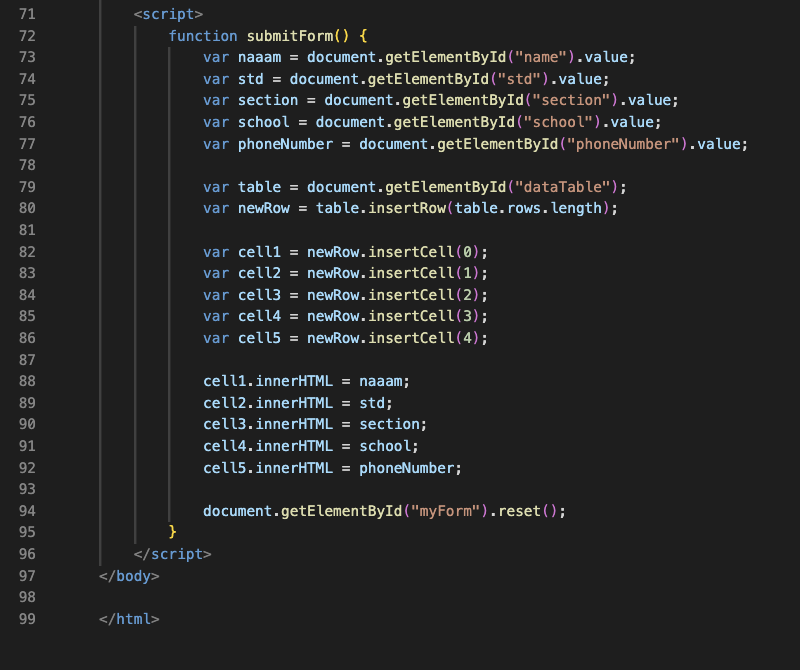 71 <script>
72 function submitForm() {
73 var naaam = document.getElementById("name").value;
74 var std = document.getElementById("std").value;
75 var section = document.getElementById("section").value;
76 var school = document.getElementById("school").value;
77 var phoneNumber = document.getElementById("phoneNumber").value;
78
79 var table = document.getElementById("dataTable");
80 var newRow = table.insertRow(table.rows.length);
81
82 var cell1 = newRow.insertCell(0);
83 var cell2 = newRow.insertCell(1);
84 var cell3 = newRow.insertCell(2);
85 var cell4 = newRow.insertCell(3);
86 var cell5 = newRow.insertCell(4);
87
88 cell1.innerHTML = naaam;
89 cell2.innerHTML = std;
90 cell3.innerHTML = section;
91 cell4.innerHTML = school;
92 cell5.innerHTML = phoneNumber;
93
94 document.getElementById("myForm").reset();
95 }
96 </script>
97 </body>
98
99 </html>